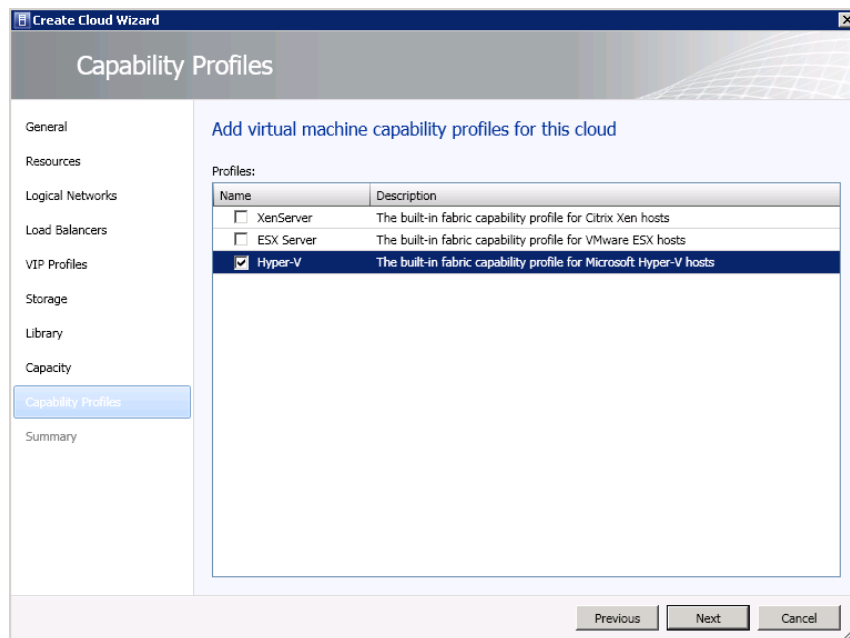 Create Cloud Wizard
Capability Profiles
General
Resources
Logical Networks
Load Balancers
VIP Profiles
Storage
Library
Capacity
Capability Profiles
Summary
Add virtual machine capability profiles for this cloud
Profiles:
Name Description
XenServer The built-in fabric capability profile for Citrix Xen hosts
ESX Server The built-in fabric capability profile for VMware ESX hosts
Hyper-V The built-in fabric capability profile for Microsoft Hyper-V hosts
Previous Next Cancel